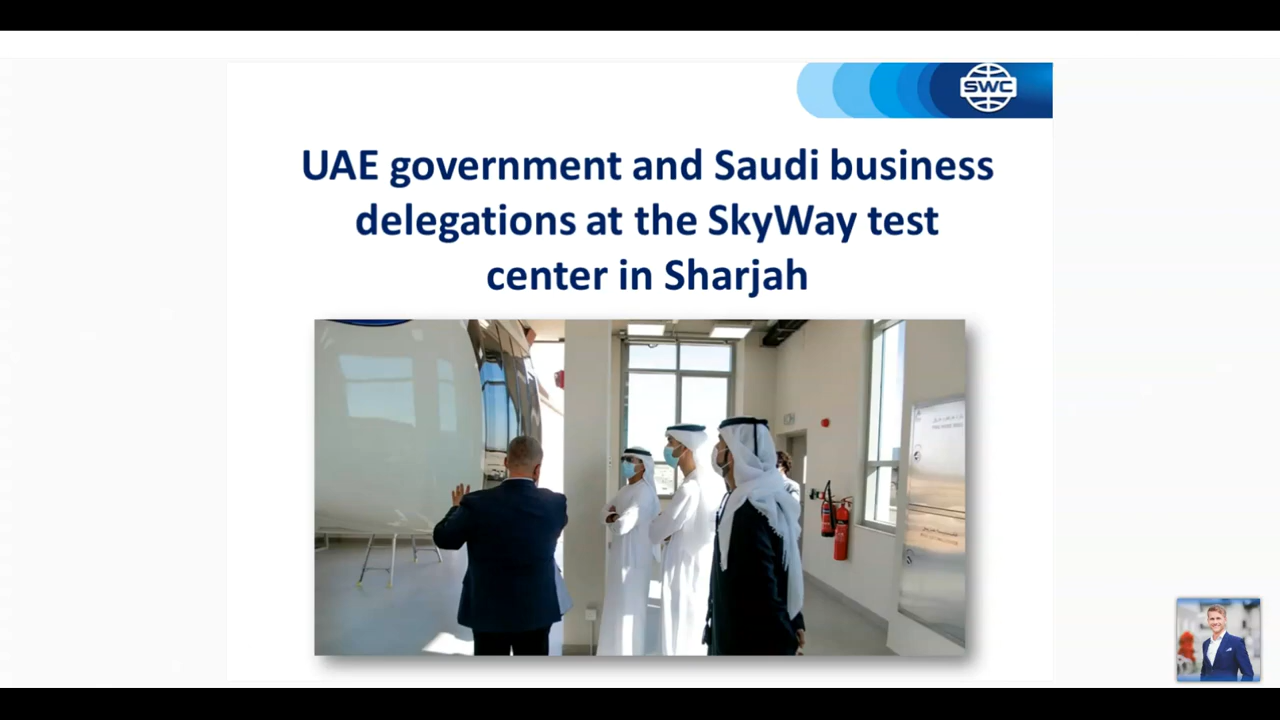 SWC
UAE government and Saudi business
delegations at the SkyWay test
center in Sharjah